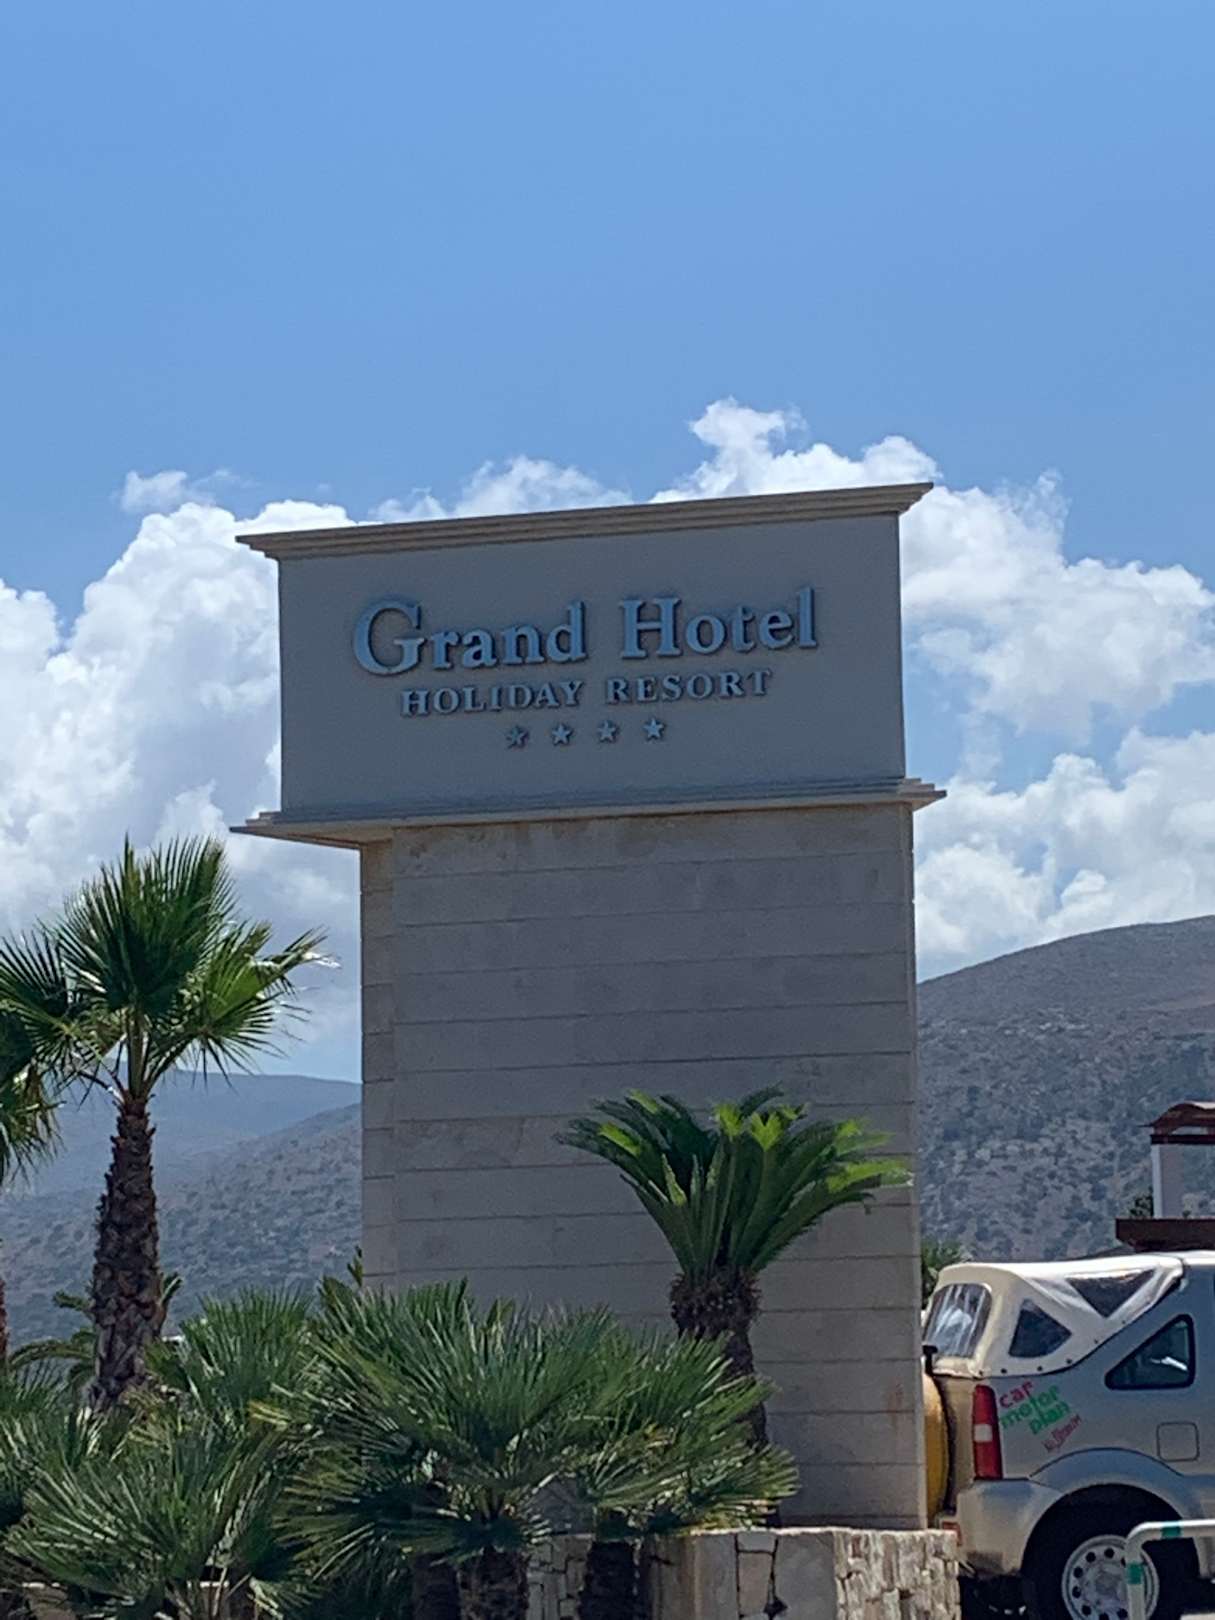 Grand Hotel
HOLIDAY RESORT
car
motor
plan